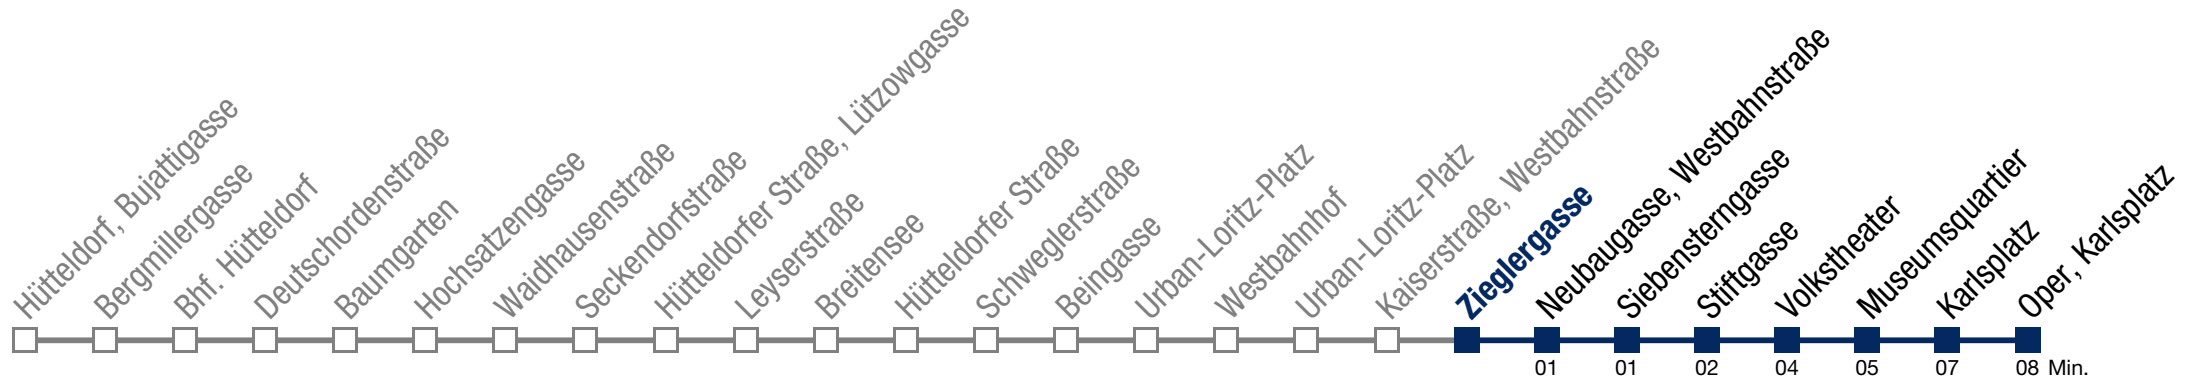 Hütteldorf, Bujattigasse
Bergmillergasse
Bhf. Hütteldorf
Deutschordenstraße
Baumgarten
Hochsatzengasse
Waidhausenstraße
Seckendorfstraße
Hütteldorfer Straße, Lützowgasse
Leyserstraße
Breitensee
Hütteldorfer Straße
Schweglerstraße
Beingasse
Urban-Loritz-Platz
Westbahnhof
Urban-Loritz-Platz
Kaiserstraße, Westbahnstraße
Zieglergasse
Neubaugasse, Westbahnstraße
Siebensterngasse
Stiftgasse
Volkstheater
Museumsquartier
Karlsplatz
Oper, Karlsplatz
01 01 02 04 05 07 08 Min.